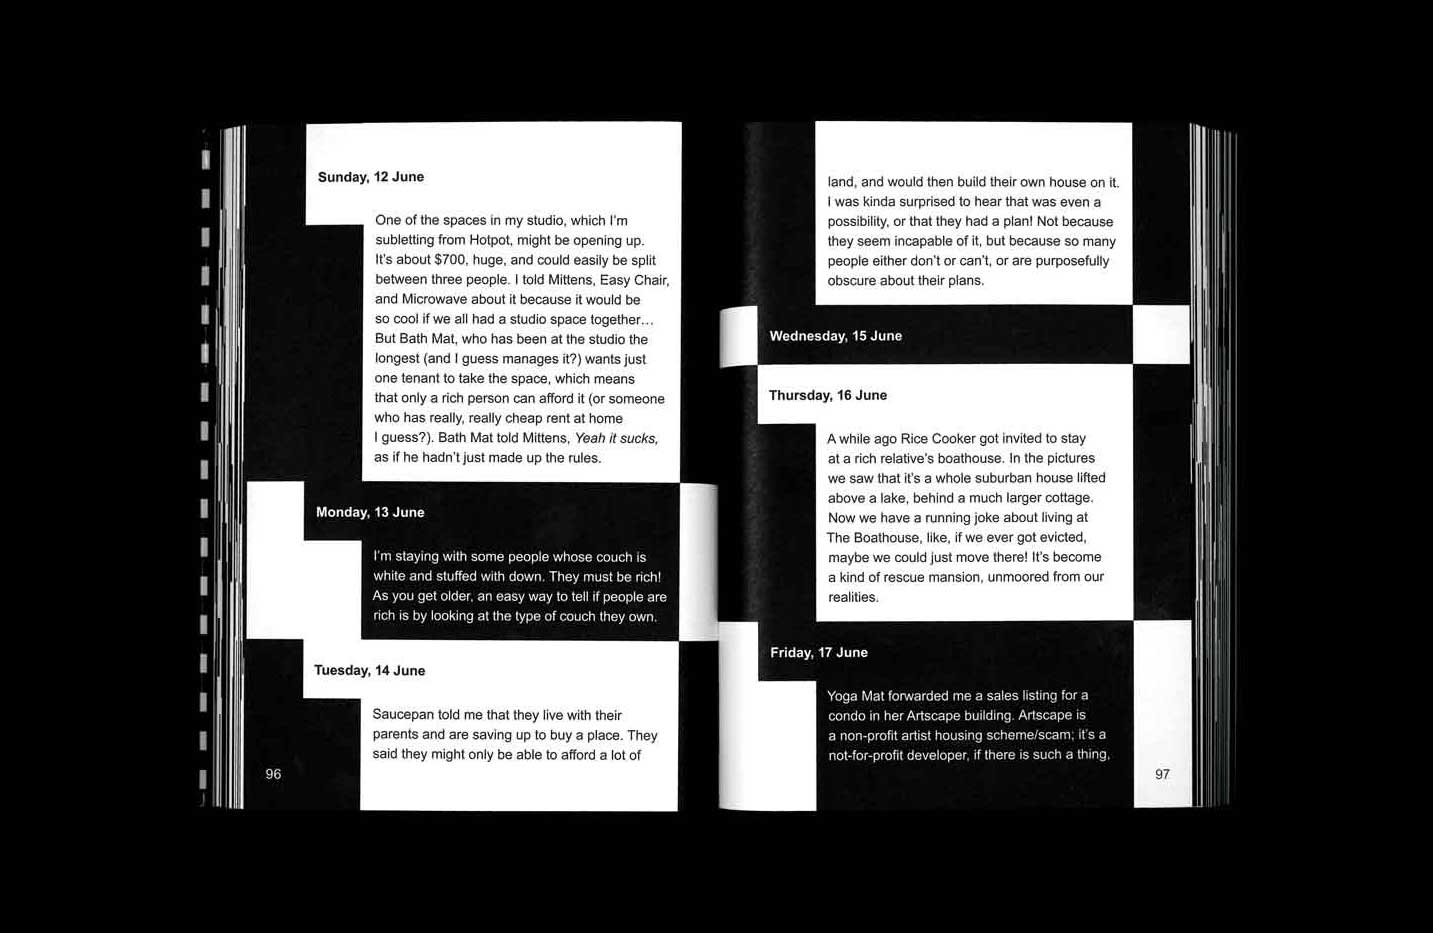 Sunday, 12 June
One of the spaces in my studio, which I'm
subletting from Hotpot, might be opening up.
It's about $700, huge, and could easily be split
between three people. I told Mittens, Easy Chair,
and Microwave about it because it would be
so cool if we all had a studio space together…
But Bath Mat, who has been at the studio the
longest (and I guess manages it?) wants just
one tenant to take the space, which means
that only a rich person can afford it (or someone
who has really, really cheap rent at home
I guess?). Bath Mat told Mittens, Yeah it sucks,
as if he hadn't just made up the rules.
Monday, 13 June
I'm staying with some people whose couch is
white and stuffed with down. They must be rich!
As you get older, an easy way to tell if people are
rich is by looking at the type of couch they own.
Tuesday, 14 June
Saucepan told me that they live with their
parents and are saving up to buy a place. They
said they might only be able to afford a lot of
96
land, and would then build their own house on it.
I was kinda surprised to hear that was even a
possibility, or that they had a plan! Not because
they seem incapable of it, but because so many
people either don't or can't, or are purposefully
obscure about their plans.
Wednesday, 15 June
Thursday, 16 June
A while ago Rice Cooker got invited to stay
at a rich relative's boathouse. In the pictures
we saw that it's a whole suburban house lifted
above a lake, behind a much larger cottage.
Now we have a running joke about living at
The Boathouse, like, if we ever got evicted,
maybe we could just move there! It's become
a kind of rescue mansion, unmoored from our
realities.
Friday, 17 June
Yoga Mat forwarded me a sales listing for a
condo in her Artscape building. Artscape is
a non-profit artist housing scheme/scam; it's a
not-for-profit developer, if there is such a thing,
97